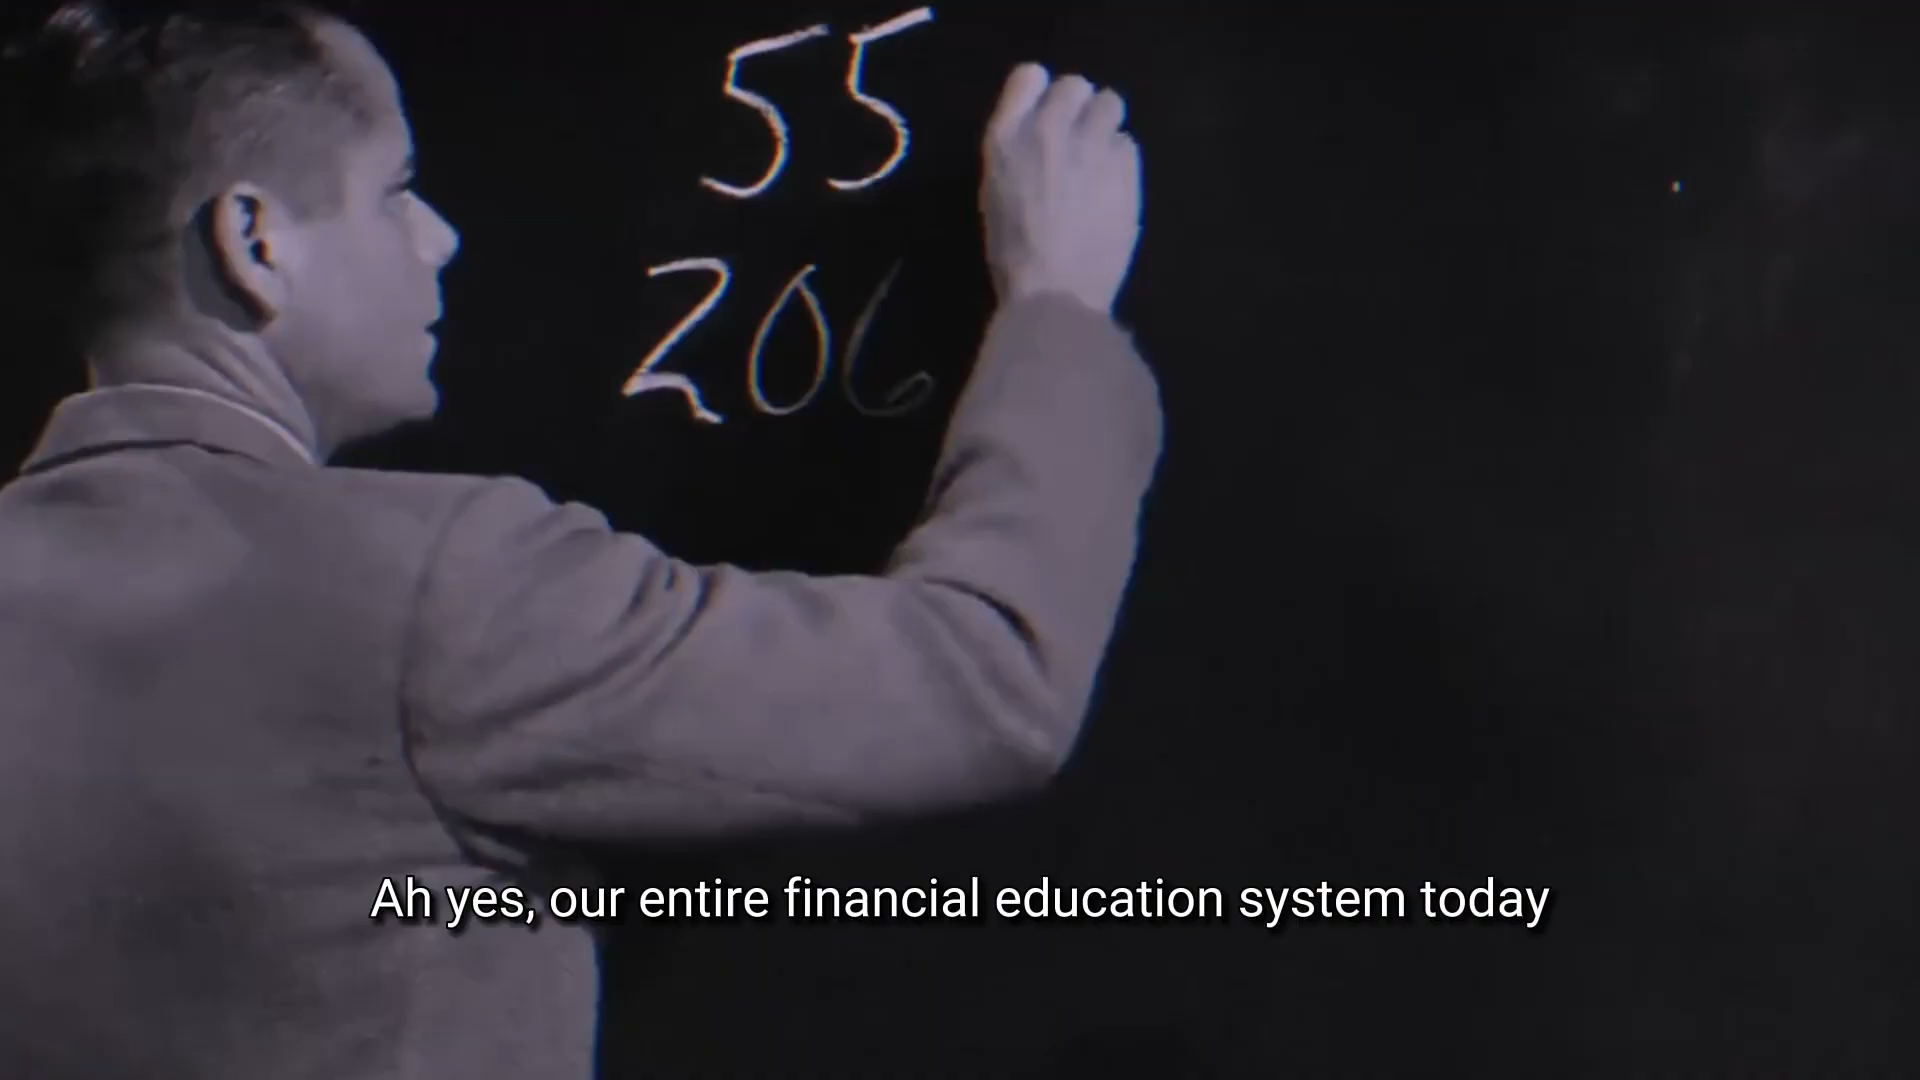 55
206
Ah yes, our entire financial education system today